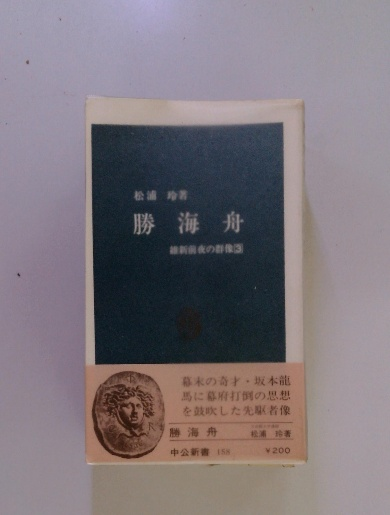 松浦 玲著
勝海舟
維新前夜の群像3
幕末の奇才・坂本龍
馬に幕府打倒の思想
を鼓吹した先駆者像
勝海舟
松浦 玲著
中公新書 158
¥200